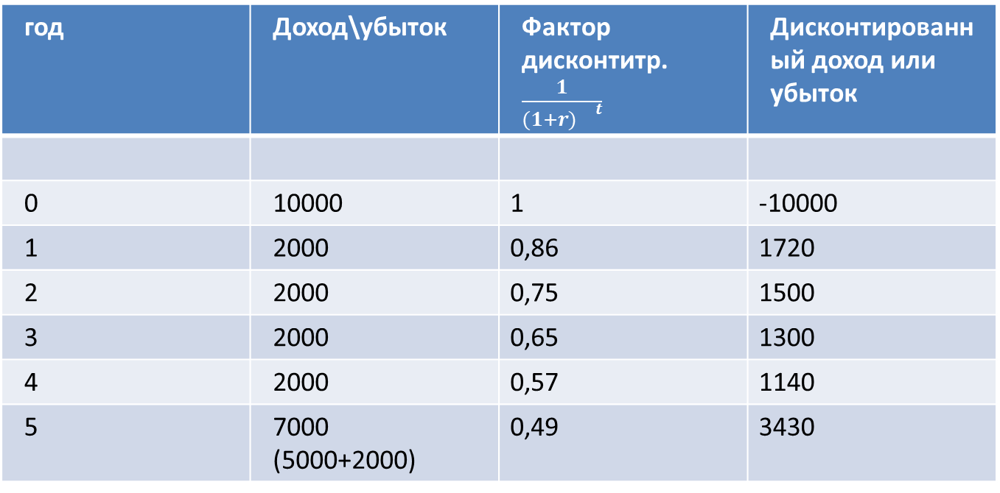 год Доход\убыток Фактор дисконтитр. Дисконтированн
ый доход или
убыток
1
(1+r) t
0 10000 1 -10000
1 2000 0,86 1720
2 2000 0,75 1500
3 2000 0,65 1300
4 2000 0,57 1140
5 7000 0,49 3430
(5000+2000)